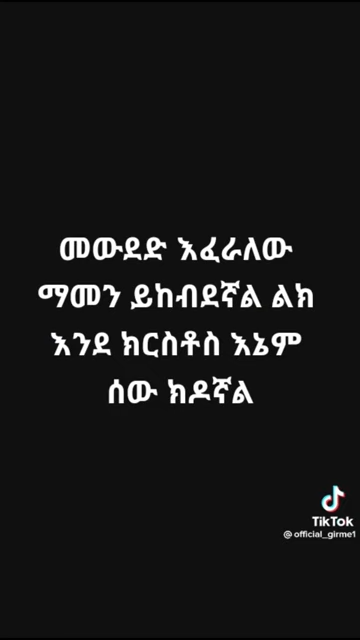 መውደድ እፈራለው
ማመን ይከብደኛል ልክ
እንደ ክርስቶስ እኔም
ሰው ክዶኛል
TikTok
@official_girme1